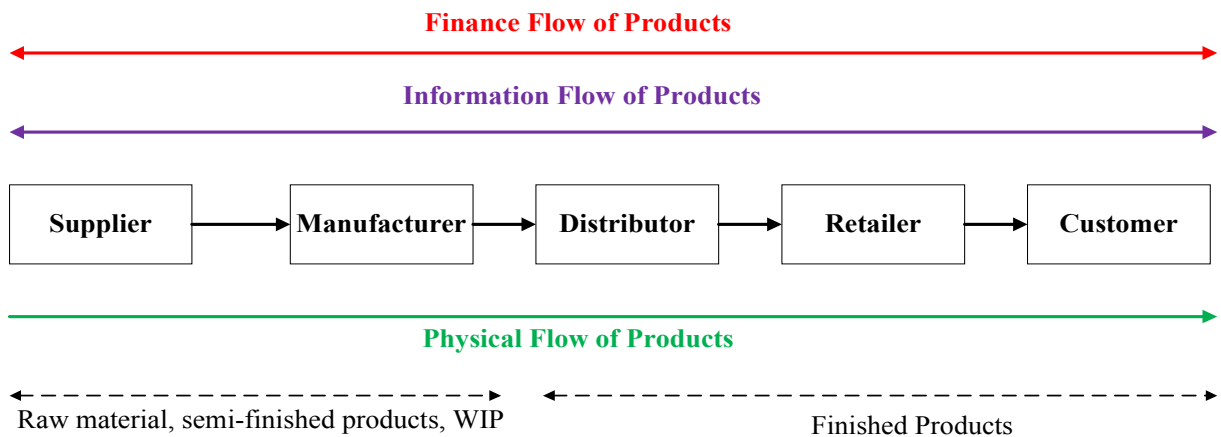 Finance Flow of Products
Information Flow of Products
Supplier
Manufacturer
Distributor
Retailer
Customer
Physical Flow of Products
Raw material, semi-finished products, WIP
Finished Products